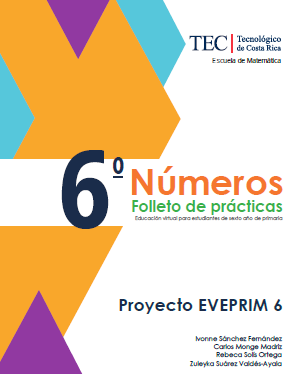 TEC | Tecnológico
de Costa Rica
Escuela de Matemática
6º
Números
Folleto de prácticas
Educación virtual para estudiantes de sexto año de primaria
Proyecto EVEPRIM 6
Ivonne Sánchez Fernández
Carlos Monge Madriz
Rebeca Solís Ortega
Zuleyka Suárez Valdés-Ayala